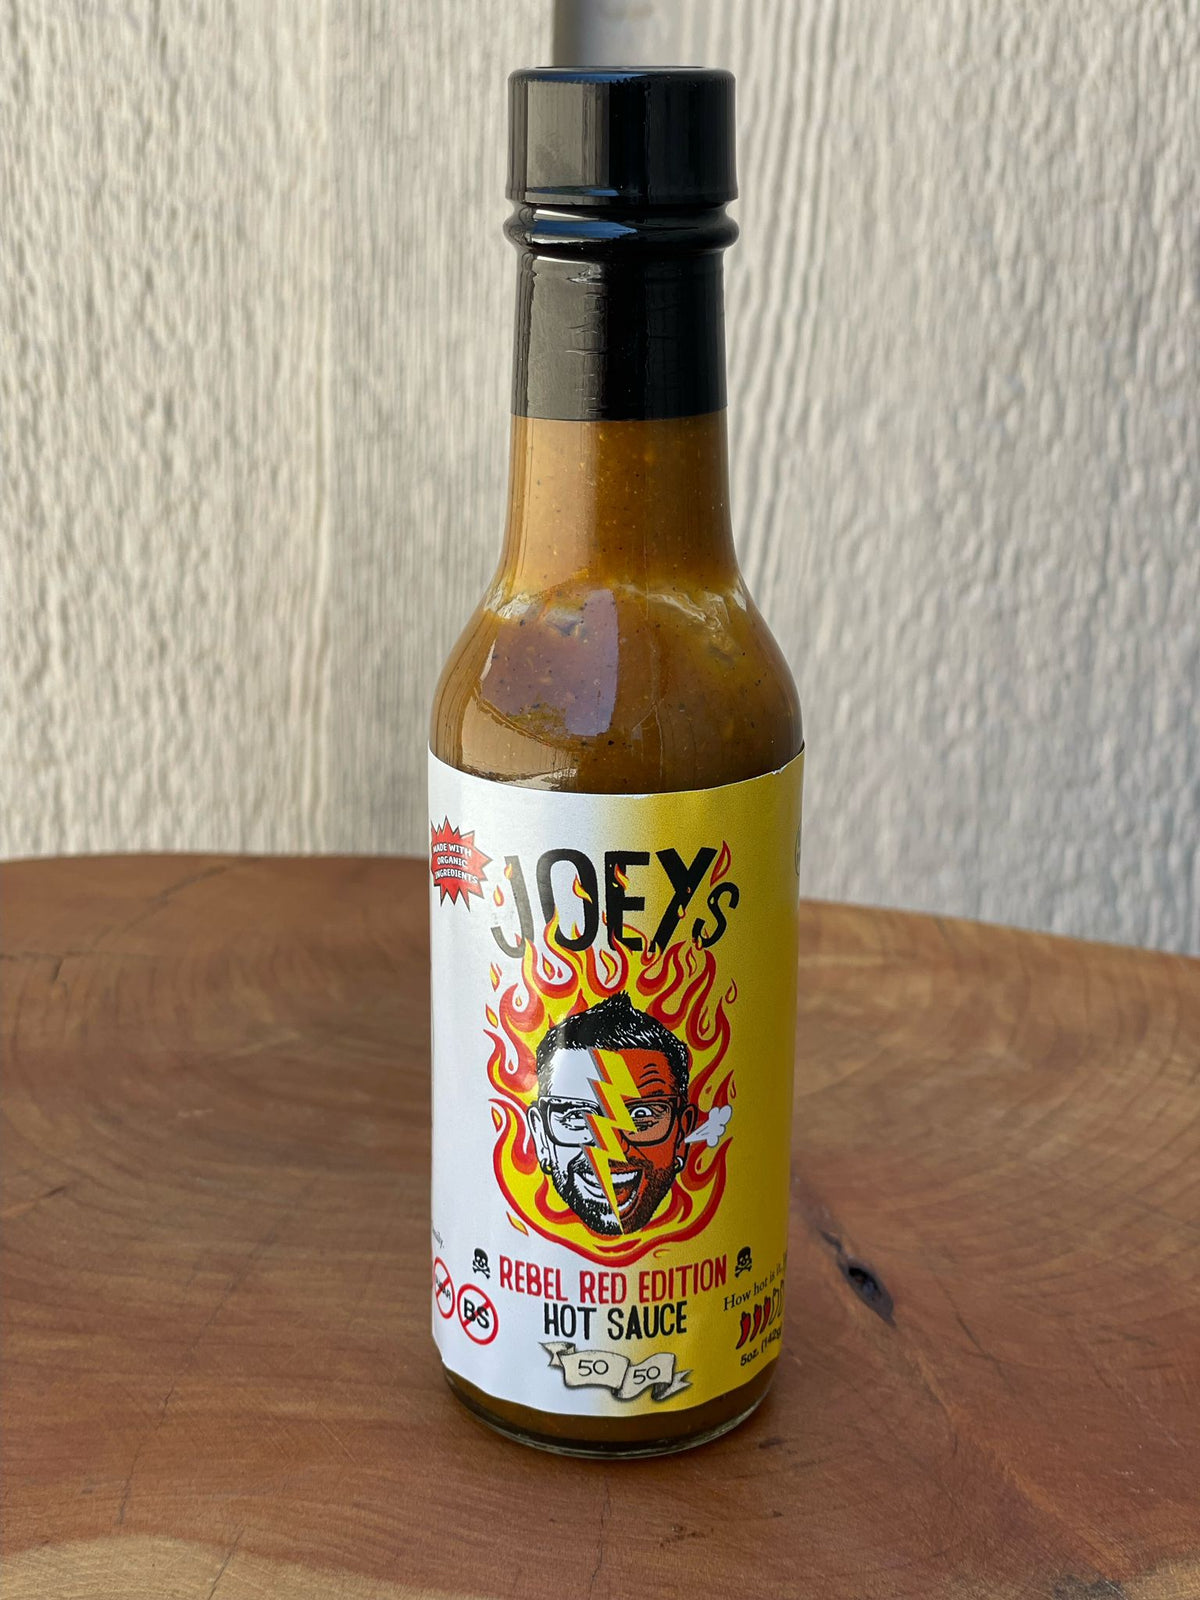 MADE WITH
ORGANIC
INGREDIENTS
JOEYs
REBEL RED EDITION
HOT SAUCE
50 50
BS
How hot is it
5oz (142g